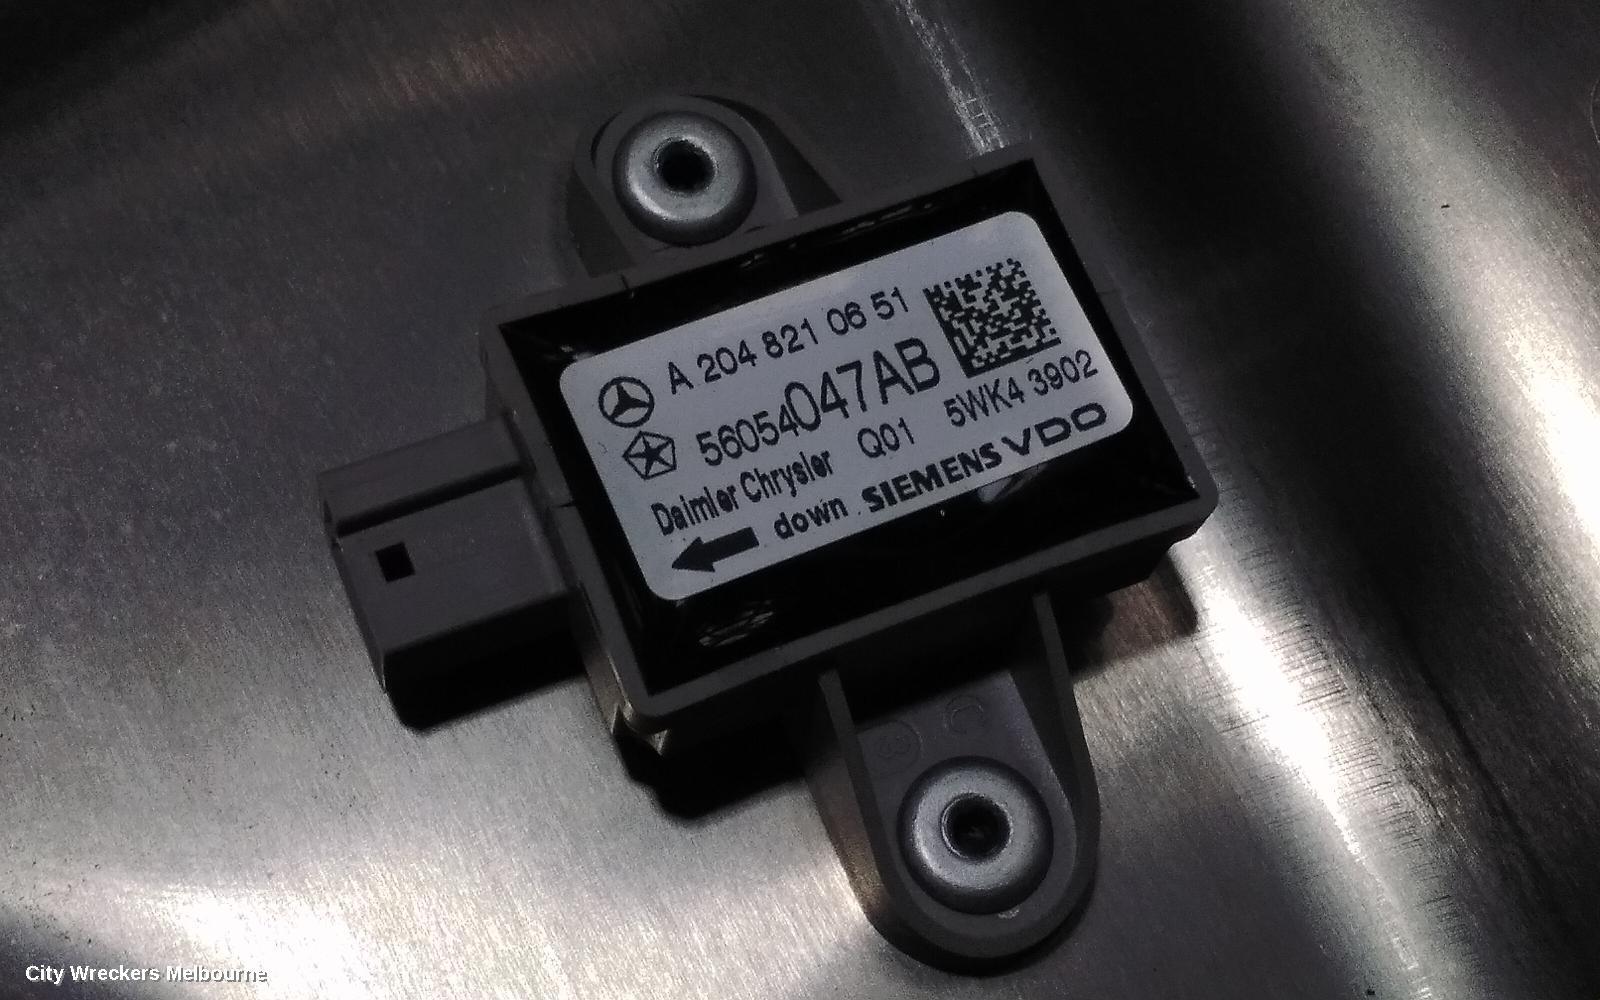 A 204 821 06 51
56054047AB
Daimler Chrysler Q01 5WK4 3902
down SIEMENS VDO
City Wreckers Melbourne